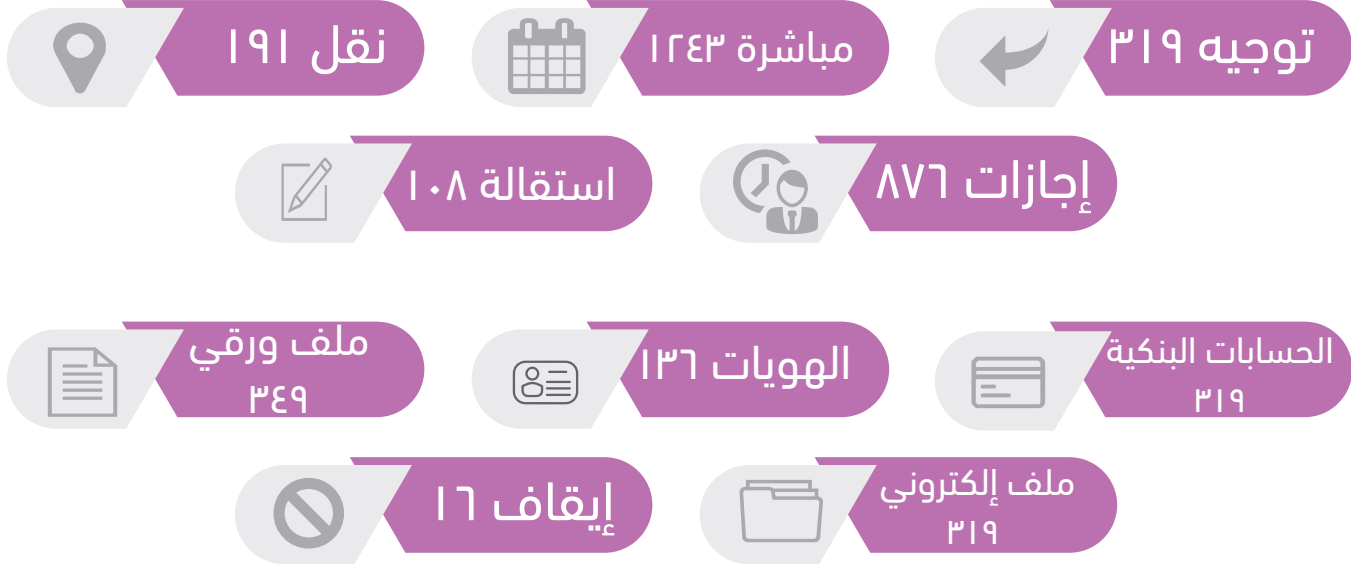 توجيه ٣١٩
مباشرة ١٢٤٣
نقل ١٩١
إجازات ٨٧٦
استقالة ١٠٨
الحسابات البنكية
٣١٩
الهويات ١٣٦
ملف ورقي
٣٤٩
ملف إلكتروني
٣١٩
إيقاف ١٦